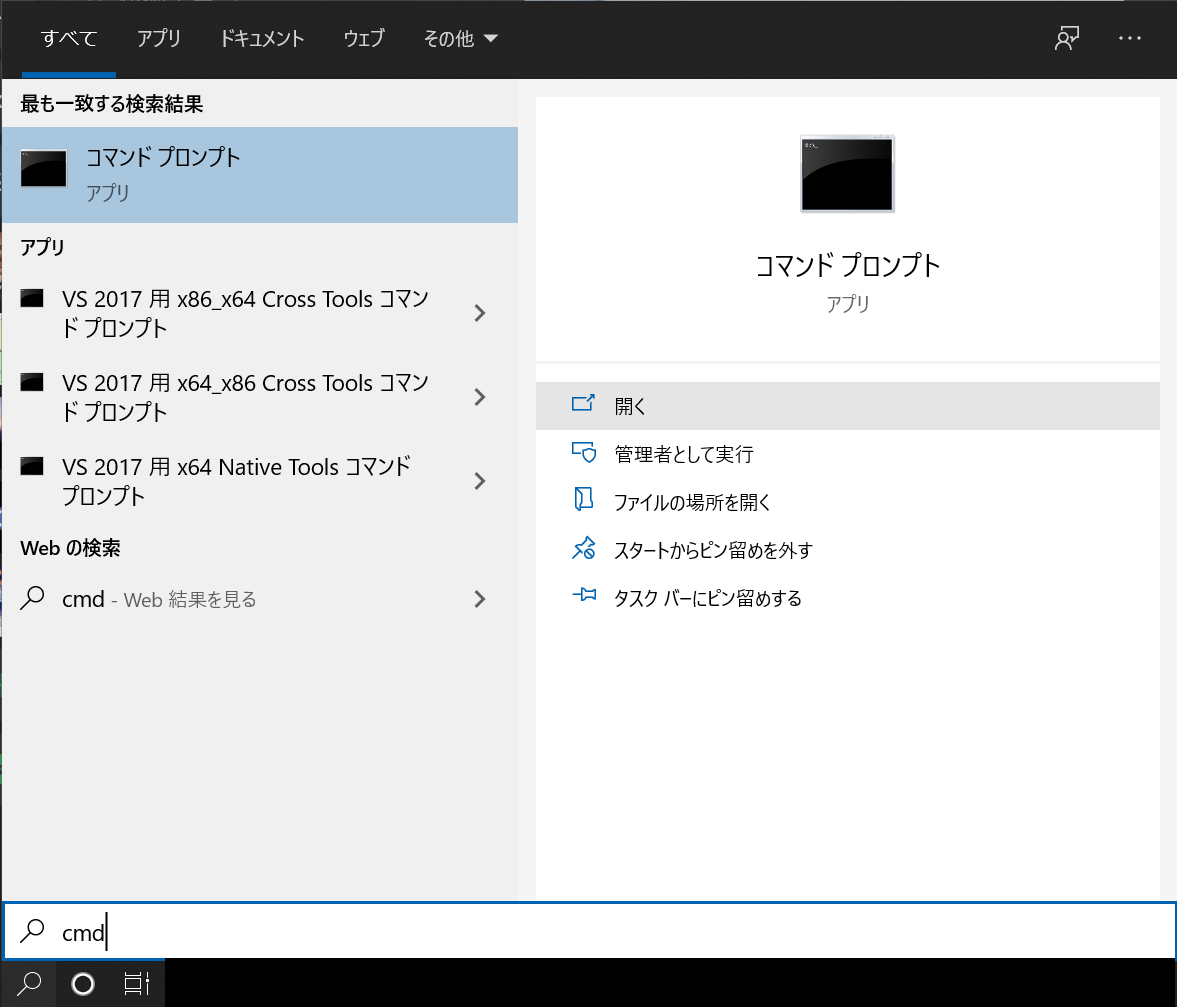 すべて アプリ ドキュメント ウェブ その他
最も一致する検索結果
コマンド プロンプト
アプリ
アプリ
VS 2017 用 x86_x64 Cross Tools コマン
ド プロンプト
VS 2017 用 x64_x86 Cross Tools コマン
ド プロンプト
VS 2017 用 x64 Native Tools コマンド
プロンプト
Web の検索
cmd - Web 結果を見る
コマンド プロンプト
アプリ
開く
管理者として実行
ファイルの場所を開く
スタートからピン留めを外す
タスク バーにピン留めする
cmd